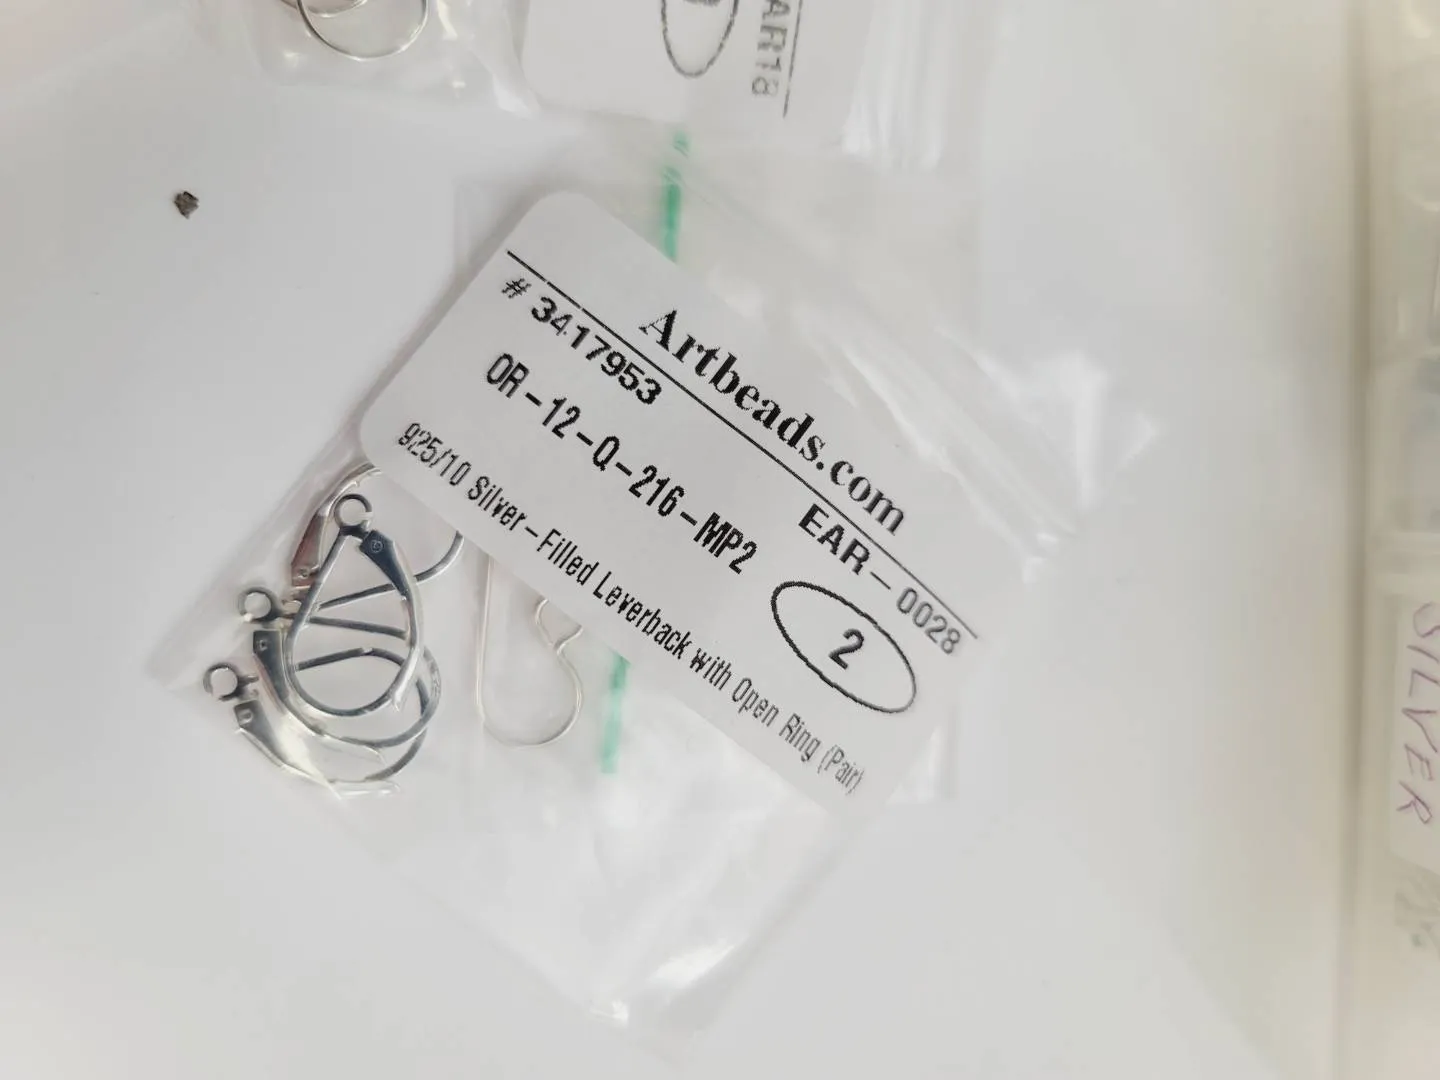 AR18
Artbeads.com
# 3417953 EAR-0028
OR-12-Q-216-MP2
2
925/10 Silver-Filled Leverback with Open Ring (Pair)
SILVER